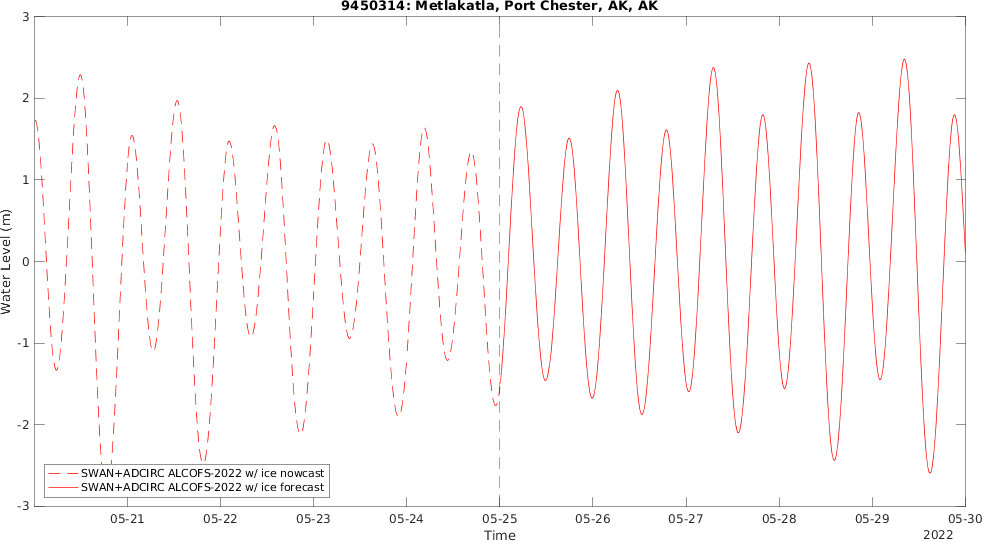 9450314: Metlakatla, Port Chester, AK, AK
3
2
1
0
-1
-2
-3
Water Level (m)
SWAN+ADCIRC ALCOFS-2022 w/ ice nowcast
SWAN+ADCIRC ALCOFS-2022 w/ ice forecast
05-21 05-22 05-23 05-24 05-25 05-26 05-27 05-28 05-29 05-30
Time
2022